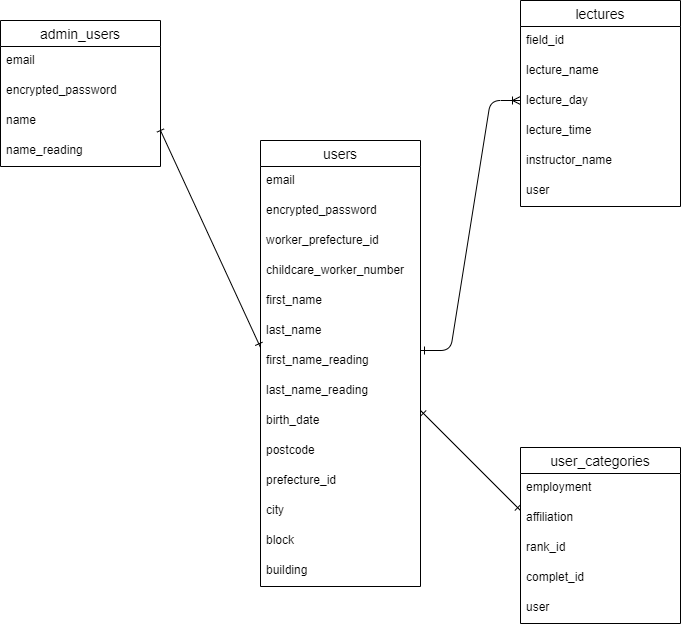 admin_users
email
encrypted_password
name
name_reading
users
email
encrypted_password
worker_prefecture_id
childcare_worker_number
first_name
last_name
first_name_reading
last_name_reading
birth_date
postcode
prefecture_id
city
block
building
lectures
field_id
lecture_name
lecture_day
lecture_time
instructor_name
user
user_categories
employment
affiliation
rank_id
complet_id
user